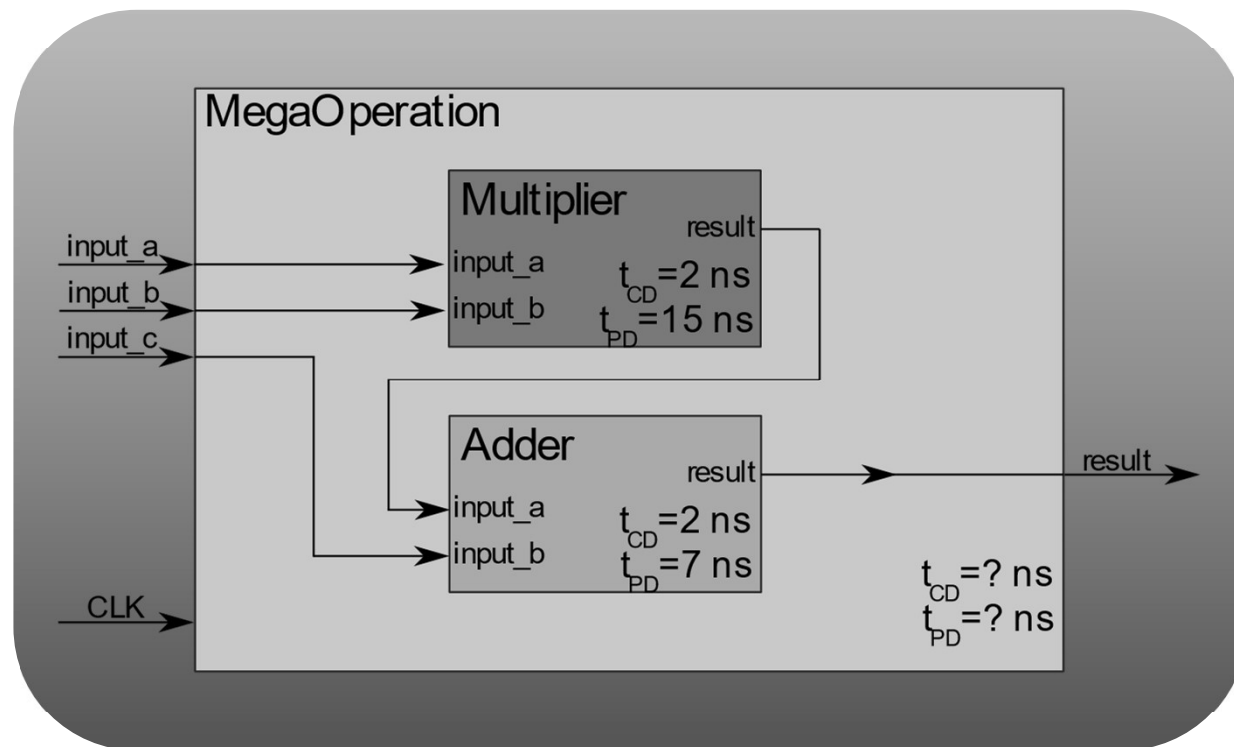 MegaOperation
Multiplier
result
input_a
input_a
t_CD=2 ns
input_b
input_b
t_PD=15 ns
input_c
Adder
result
result
input_a
t_CD=2 ns
input_b
t_PD=7 ns
t_CD=? ns
CLK
t_PD=? ns